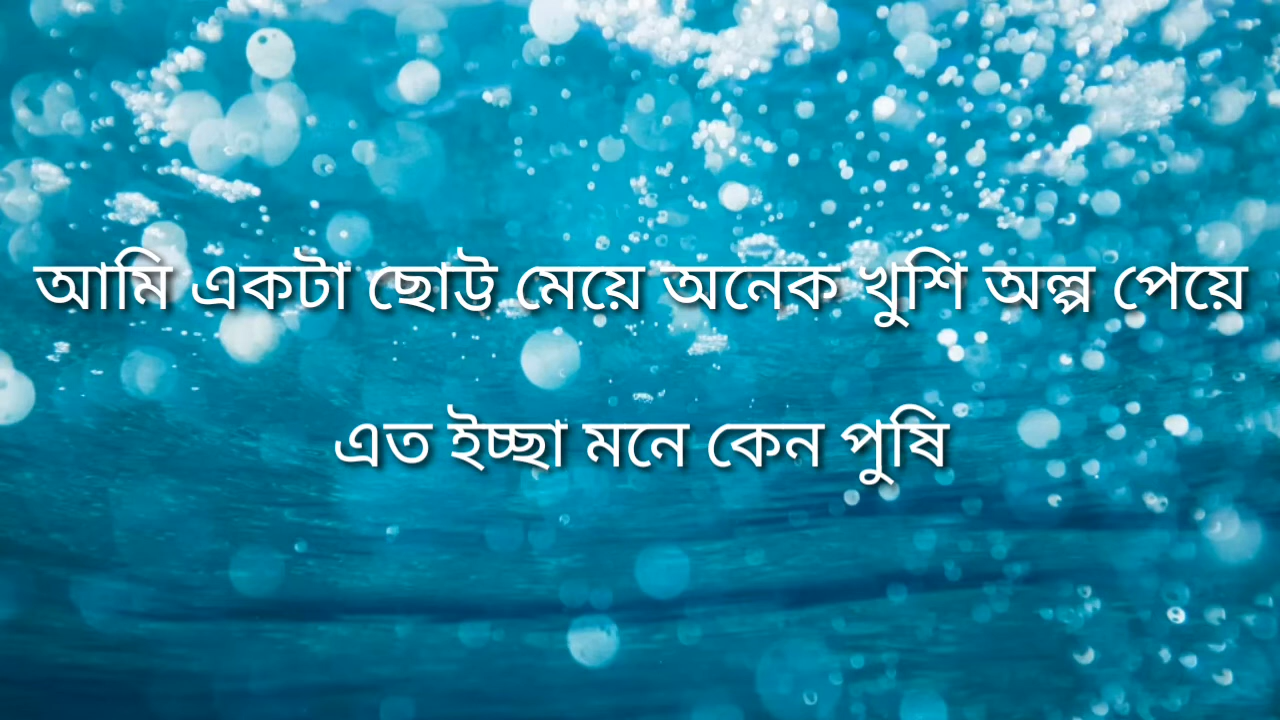 আমি একটা ছোট্ট মেয়ে অনেক খুশি অল্প পেয়ে
এত ইচ্ছা মনে কেন পুষি